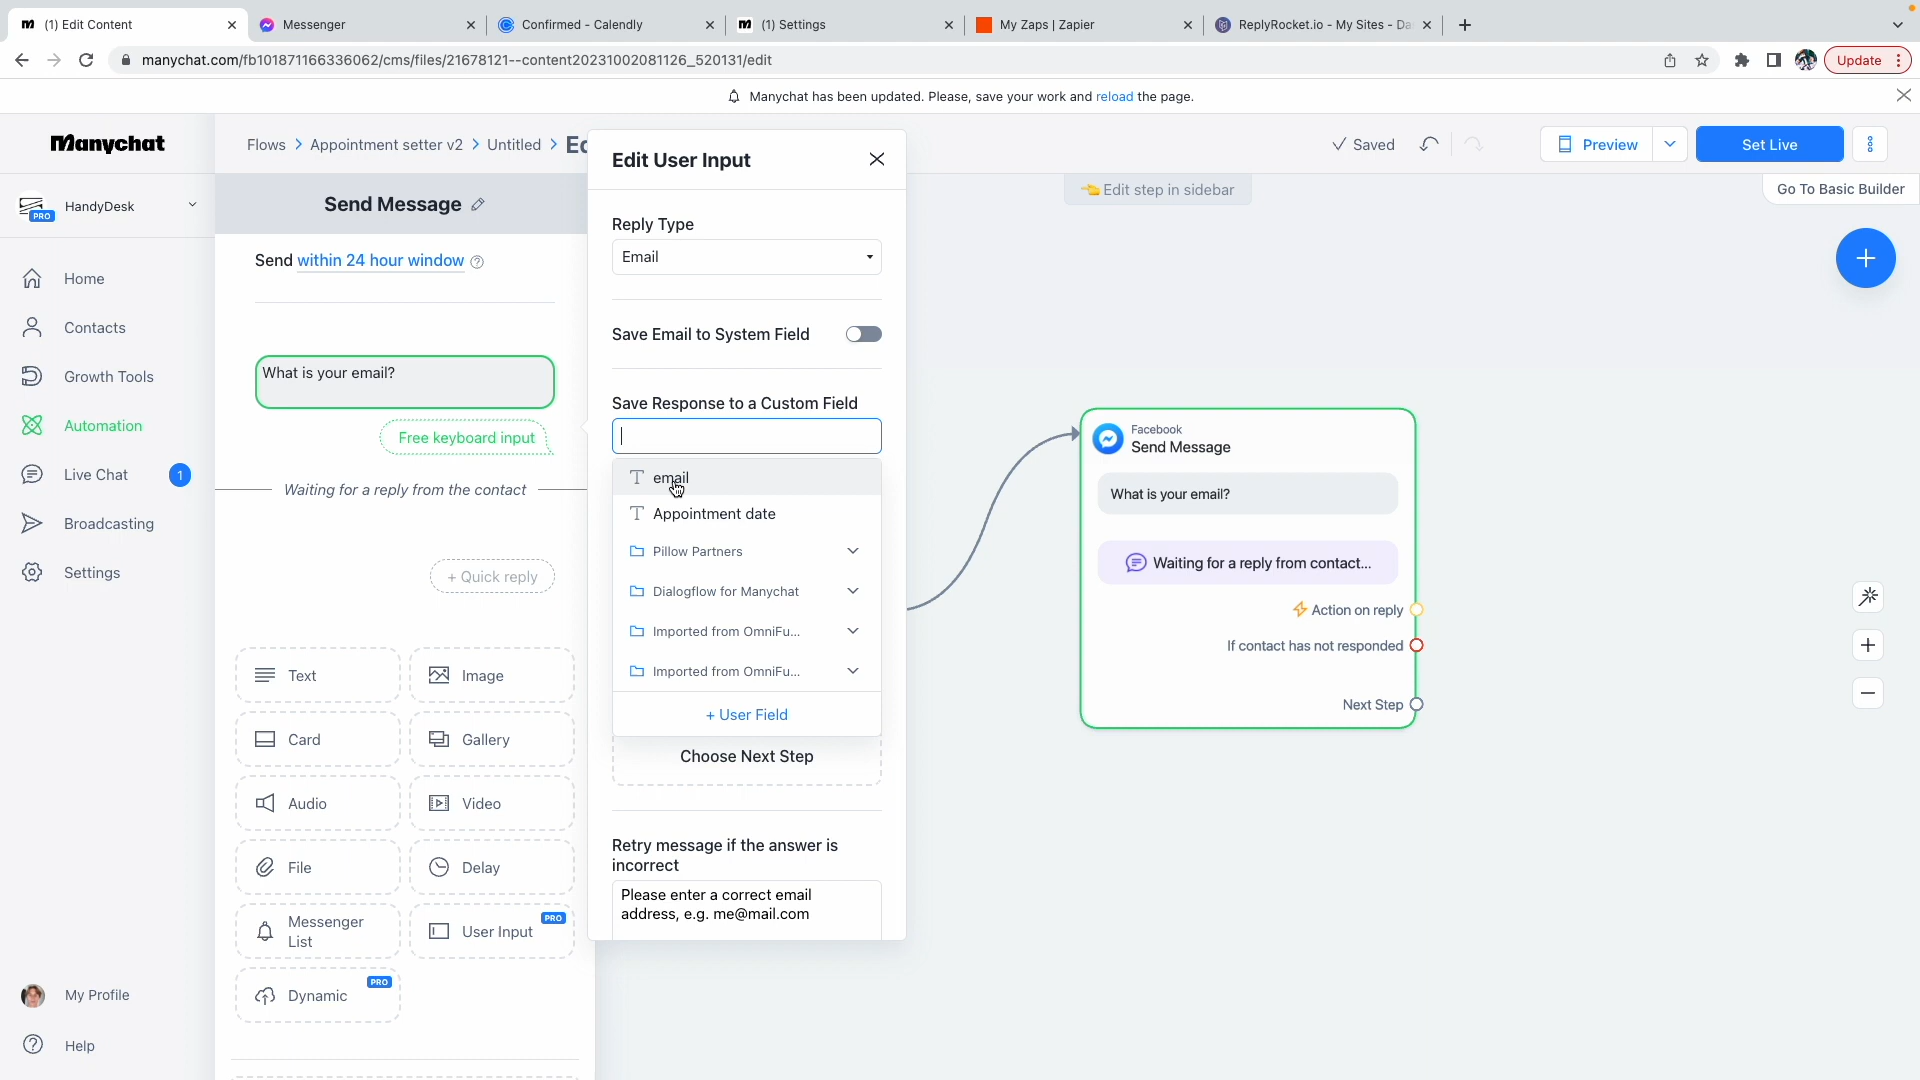 (1) Edit Content
Messenger
Confirmed - Calendly
(1) Settings
My Zaps | Zapier
ReplyRocket.io - My Sites - Da
manychat.com/fb101871166336062/cms/files/21678121--content20231002081126_520131/edit
Update
Manychat has been updated. Please, save your work and reload the page.
Manychat
Flows > Appointment setter v2 > Untitled > Ed
Saved
Preview
Set Live
HandyDesk
PRO
Home
Contacts
Growth Tools
Automation
Live Chat 1
Broadcasting
Settings
My Profile
Help
Send Message
Send within 24 hour window
What is your email?
Free keyboard input
Waiting for a reply from the contact
+ Quick reply
Text
Image
Card
Gallery
Audio
Video
File
Delay
Messenger
List
User Input
PRO
Dynamic
PRO
Edit User Input
Reply Type
Email
Save Email to System Field
Save Response to a Custom Field
email
Appointment date
Pillow Partners
Dialogflow for Manychat
Imported from OmniFu...
Imported from OmniFu...
+ User Field
Choose Next Step
Retry message if the answer is
incorrect
Please enter a correct email
address, e.g. me@mail.com
Edit step in sidebar
Go To Basic Builder
Facebook
Send Message
What is your email?
Waiting for a reply from contact...
Action on reply
If contact has not responded
Next Step